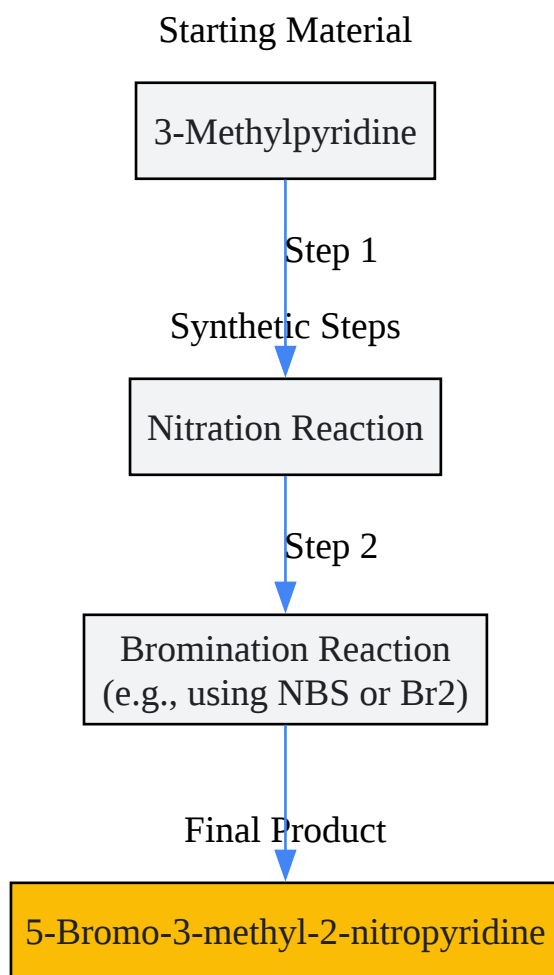 Starting Material
3-Methylpyridine
Step 1
Synthetic Steps
Nitration Reaction
Step 2
Bromination Reaction
(e.g., using NBS or Br2)
Final Product
5-Bromo-3-methyl-2-nitropyridine